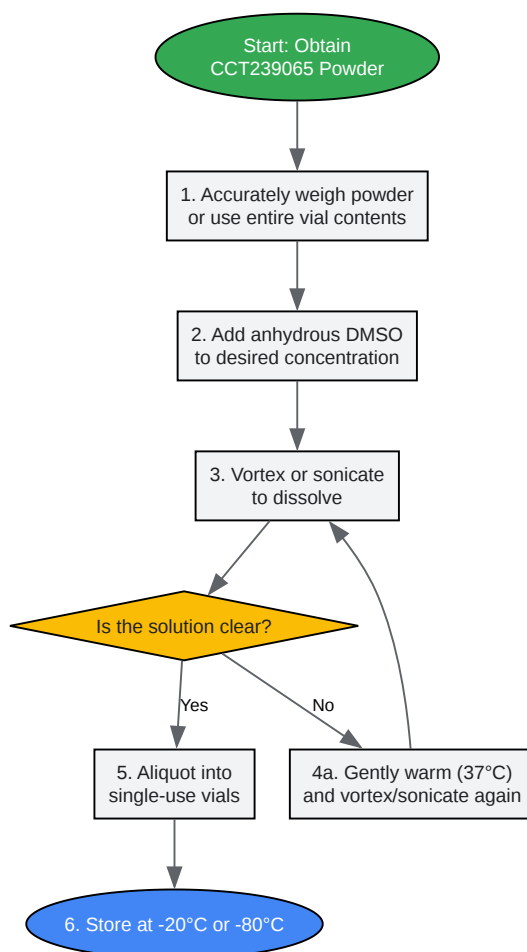 Start: Obtain
CCT239065 Powder
1. Accurately weigh powder
or use entire vial contents
2. Add anhydrous DMSO
to desired concentration
3. Vortex or sonicate
to dissolve
Is the solution clear?
Yes
No
5. Aliquot into
single-use vials
4a. Gently warm (37°C)
and vortex/sonicate again
6. Store at -20°C or -80°C